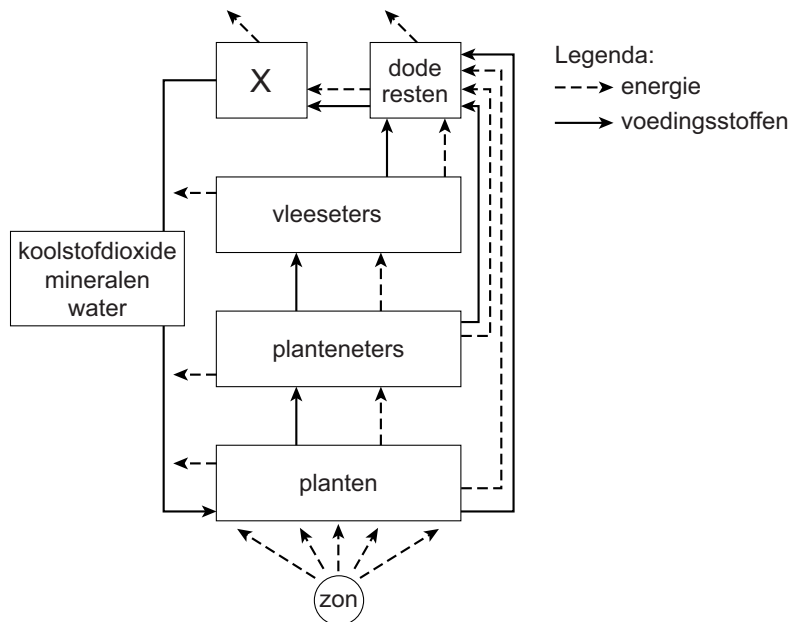 X
dode
resten
Legenda:
energie
voedingsstoffen
vleeseters
koolstofdioxide
mineralen
water
planteneters
planten
zon